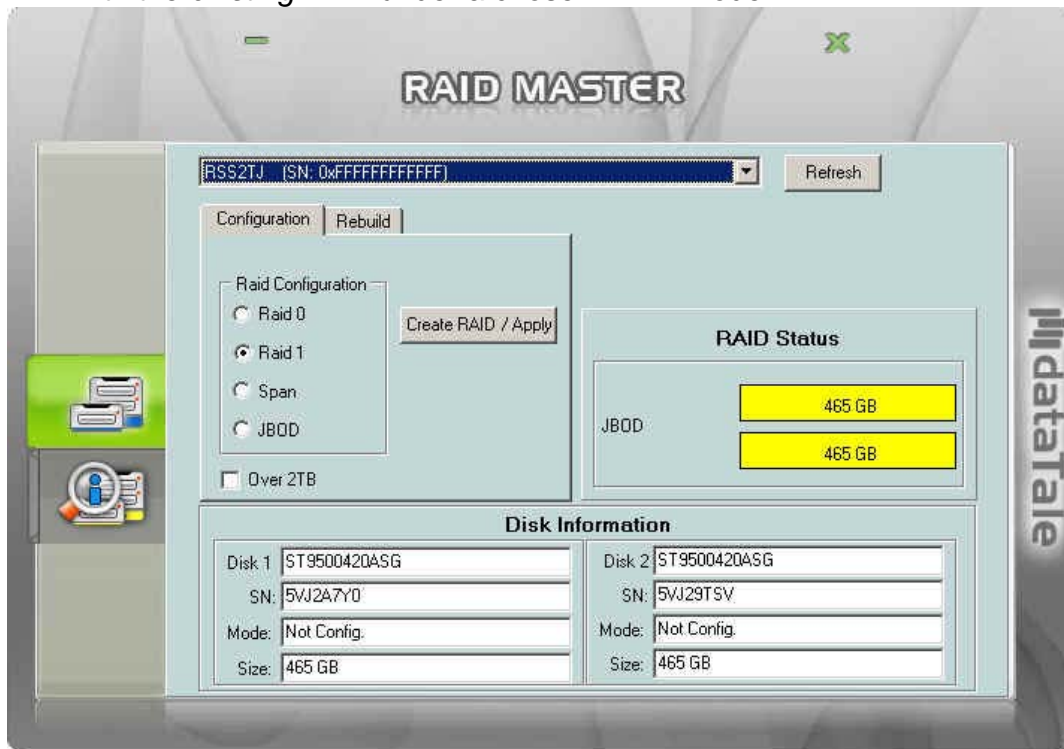 RAID MASTER
RSS2TJ (SN: 0xFFFFFFFFFFFFF)
Refresh
Configuration
Rebuild
Raid Configuration
Raid 0
Raid 1
Span
JBOD
Create RAID / Apply
Over 2TB
RAID Status
JBOD
465 GB
465 GB
dataTale
Disk Information
Disk 1 ST9500420ASG
SN: 5VJ2A7Y0
Mode: Not Config.
Size: 465 GB
Disk 2 ST9500420ASG
SN: 5VJ29TSV
Mode: Not Config.
Size: 465 GB